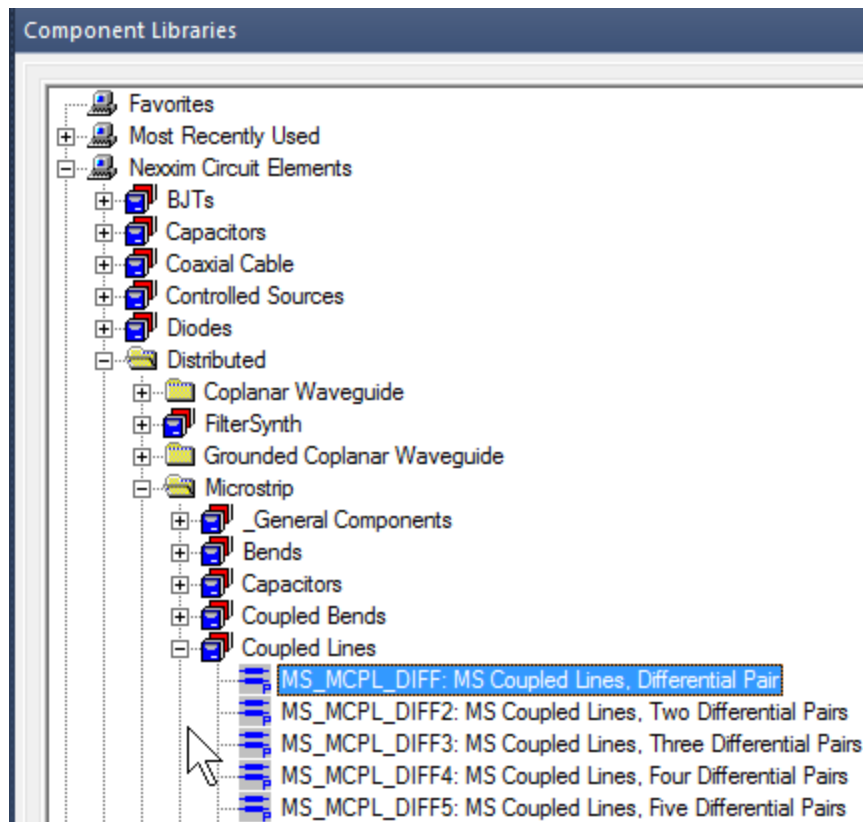 Component Libraries
Favorites
Most Recently Used
Nexxim Circuit Elements
BJTs
Capacitors
Coaxial Cable
Controlled Sources
Diodes
Distributed
Coplanar Waveguide
FilterSynth
Grounded Coplanar Waveguide
Microstrip
_General Components
Bends
Capacitors
Coupled Bends
Coupled Lines
MS_MCPL_DIFF: MS Coupled Lines, Differential Pair
MS_MCPL_DIFF2: MS Coupled Lines, Two Differential Pairs
MS_MCPL_DIFF3: MS Coupled Lines, Three Differential Pairs
MS_MCPL_DIFF4: MS Coupled Lines, Four Differential Pairs
MS_MCPL_DIFF5: MS Coupled Lines, Five Differential Pairs